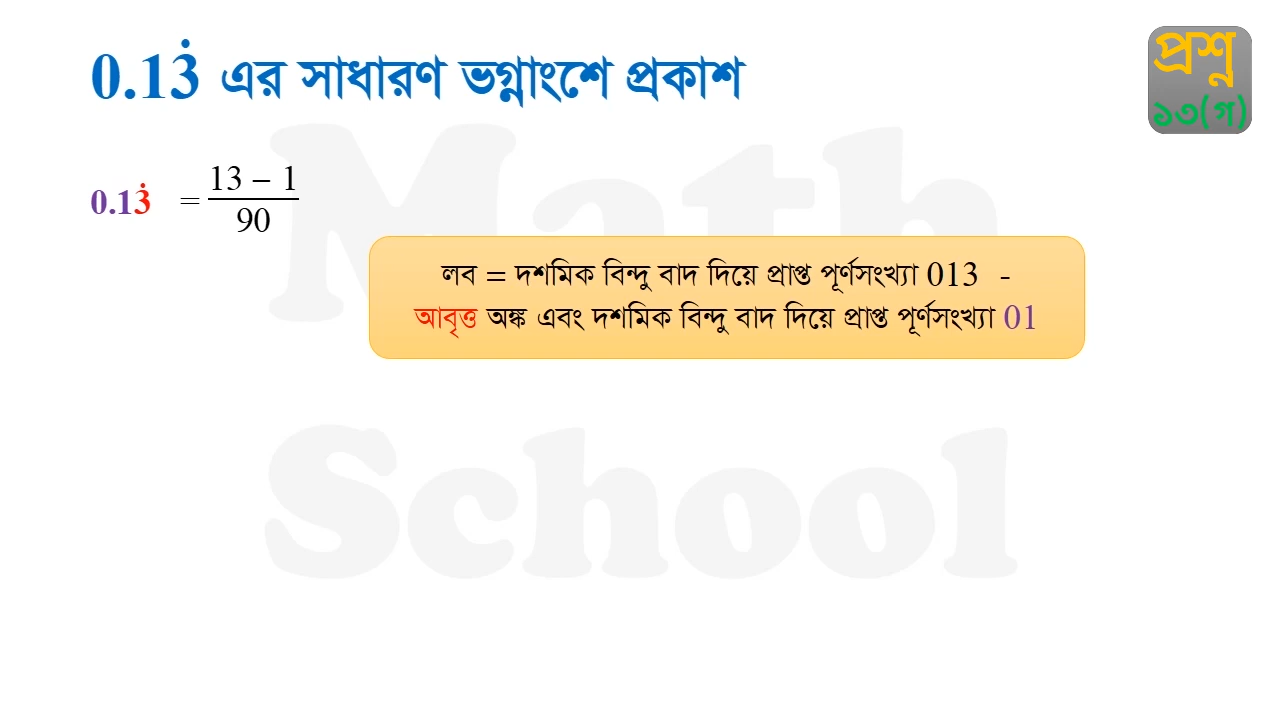 0.13̇ এর সাধারণ ভগ্নাংশে প্রকাশ
প্রশ্ন
১৩(গ)
0.13̇ = (13 – 1)/90
লব = দশমিক বিন্দু বাদ দিয়ে প্রাপ্ত পূর্ণসংখ্যা 013 -
আবৃত্ত অঙ্ক এবং দশমিক বিন্দু বাদ দিয়ে প্রাপ্ত পূর্ণসংখ্যা 01
Math
School